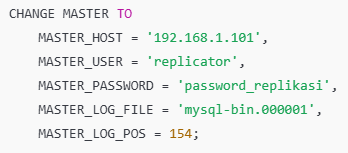 CHANGE MASTER TO
    MASTER_HOST = '192.168.1.101',
    MASTER_USER = 'replicator',
    MASTER_PASSWORD = 'password_replikasi',
    MASTER_LOG_FILE = 'mysql-bin.000001',
    MASTER_LOG_POS = 154;